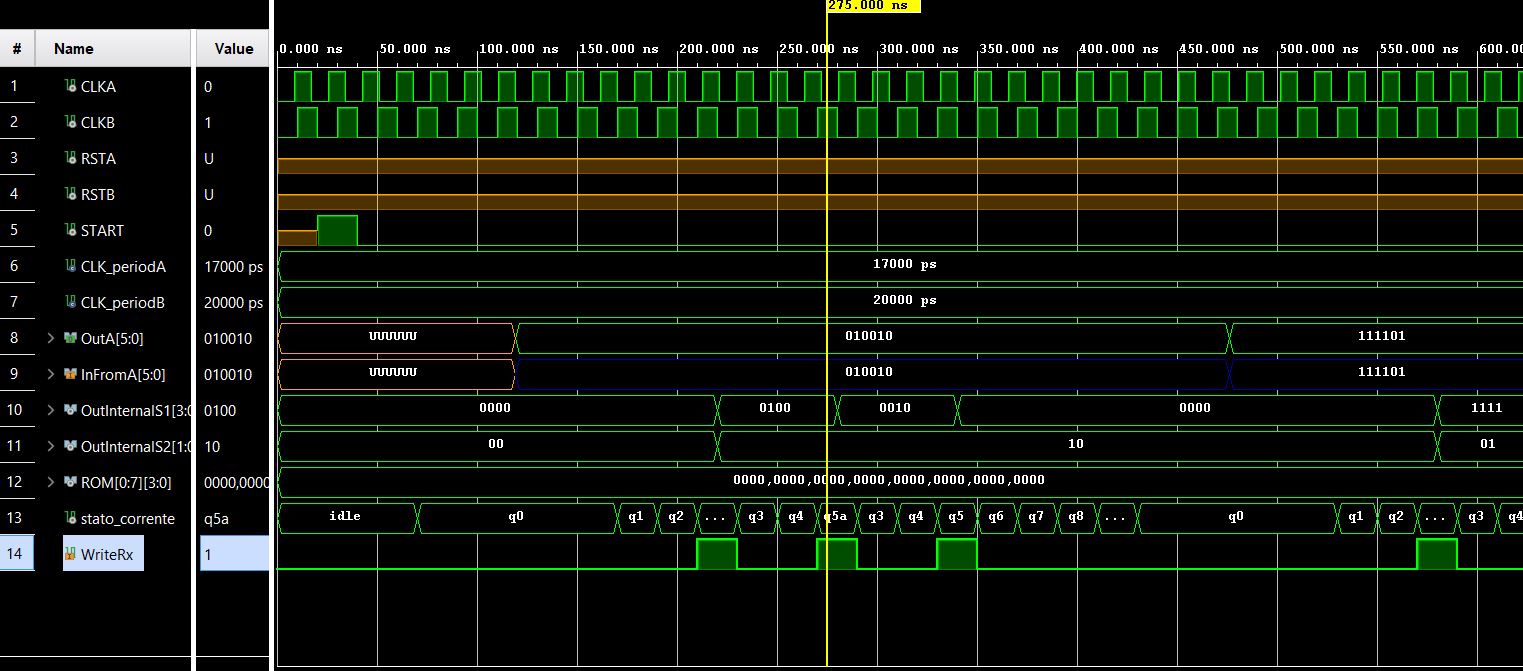 275.000 ns
# Name Value 0.000 ns 50.000 ns 100.000 ns 150.000 ns 200.000 ns 250.000 ns 300.000 ns 350.000 ns 400.000 ns 450.000 ns 500.000 ns 550.000 ns 600.0
1 CLKA 0
2 CLKB 1
3 RSTA U
4 RSTB U
5 START 0
6 CLK_periodA 17000 ps 17000 ps
7 CLK_periodB 20000 ps 20000 ps
8 OutA[5:0] 010010 UUUUUU 010010 111101
9 InFromA[5:0] 010010 UUUUUU 010010 111101
10 OutInternalS1[3:0 0100 0000 0100 0010 0000 1111
11 OutInternalS2[1:0 10 00 10 01
12 ROM[0:7][3:0] 0000,0000 0000,0000,0000,0000,0000,0000,0000,0000
13 stato_corrente q5a idle q0 q1 q2 ... q3 q4 q5a q3 q4 q5 q6 q7 q8 ... q0 q1 q2 ... q3 q4
14 WriteRx 1